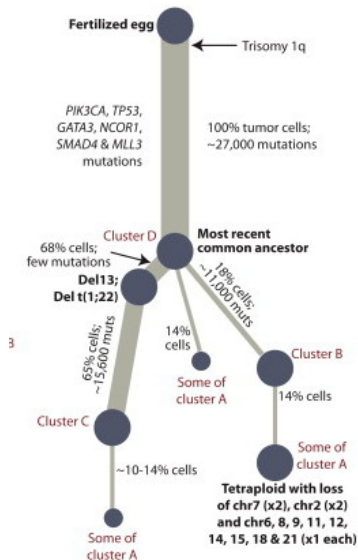 Fertilized egg
Trisomy 1q
PIK3CA, TP53,
GATA3, NCOR1,
SMAD4 & MLL3
mutations
100% tumor cells;
~27,000 mutations
Cluster D
Most recent
common ancestor
68% cells;
few mutations
Del13;
Del t(1;22)
18% cells;
~11,000 muts
65% cells;
~15,600 muts
14%
cells
Some of
cluster A
Cluster B
14% cells
Cluster C
Some of
cluster A
~10-14% cells
Tetraploid with loss
of chr7 (x2), chr2 (x2)
and chr6, 8, 9, 11, 12,
14, 15, 18 & 21 (x1 each)
Some of
cluster A